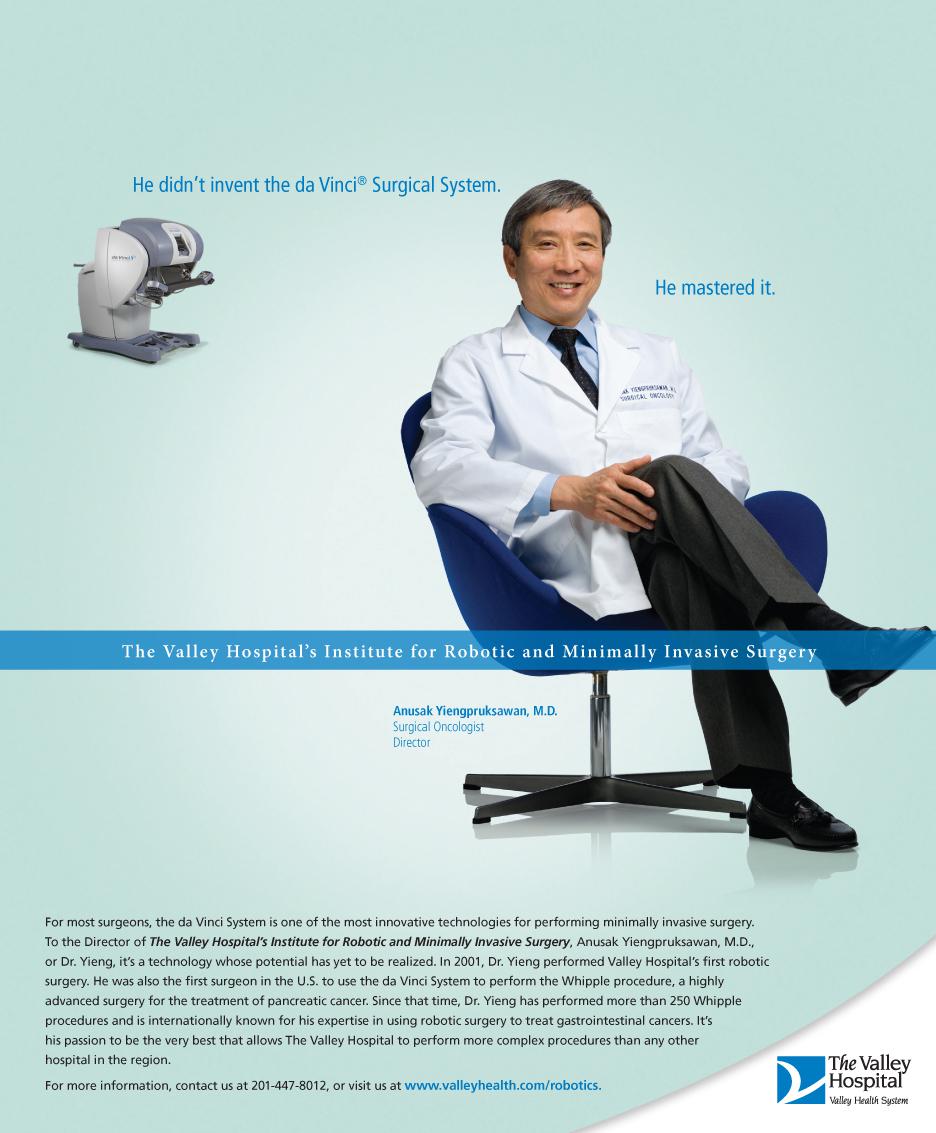 He didn't invent the da Vinci® Surgical System.
da Vinci S
He mastered it.
YIENGPRUKSAWAN, M.D.
SURGICAL ONCOLOGY
The Valley Hospital's Institute for Robotic and Minimally Invasive Surgery
Anusak Yiengpruksawan, M.D.
Surgical Oncologist
Director
For most surgeons, the da Vinci System is one of the most innovative technologies for performing minimally invasive surgery.
To the Director of The Valley Hospital's Institute for Robotic and Minimally Invasive Surgery, Anusak Yiengpruksawan, M.D.,
or Dr. Yieng, it's a technology whose potential has yet to be realized. In 2001, Dr. Yieng performed Valley Hospital's first robotic
surgery. He was also the first surgeon in the U.S. to use the da Vinci System to perform the Whipple procedure, a highly
advanced surgery for the treatment of pancreatic cancer. Since that time, Dr. Yieng has performed more than 250 Whipple
procedures and is internationally known for his expertise in using robotic surgery to treat gastrointestinal cancers. It's
his passion to be the very best that allows The Valley Hospital to perform more complex procedures than any other
hospital in the region.
For more information, contact us at 201-447-8012, or visit us at www.valleyhealth.com/robotics.
The Valley
Hospital
Valley Health System